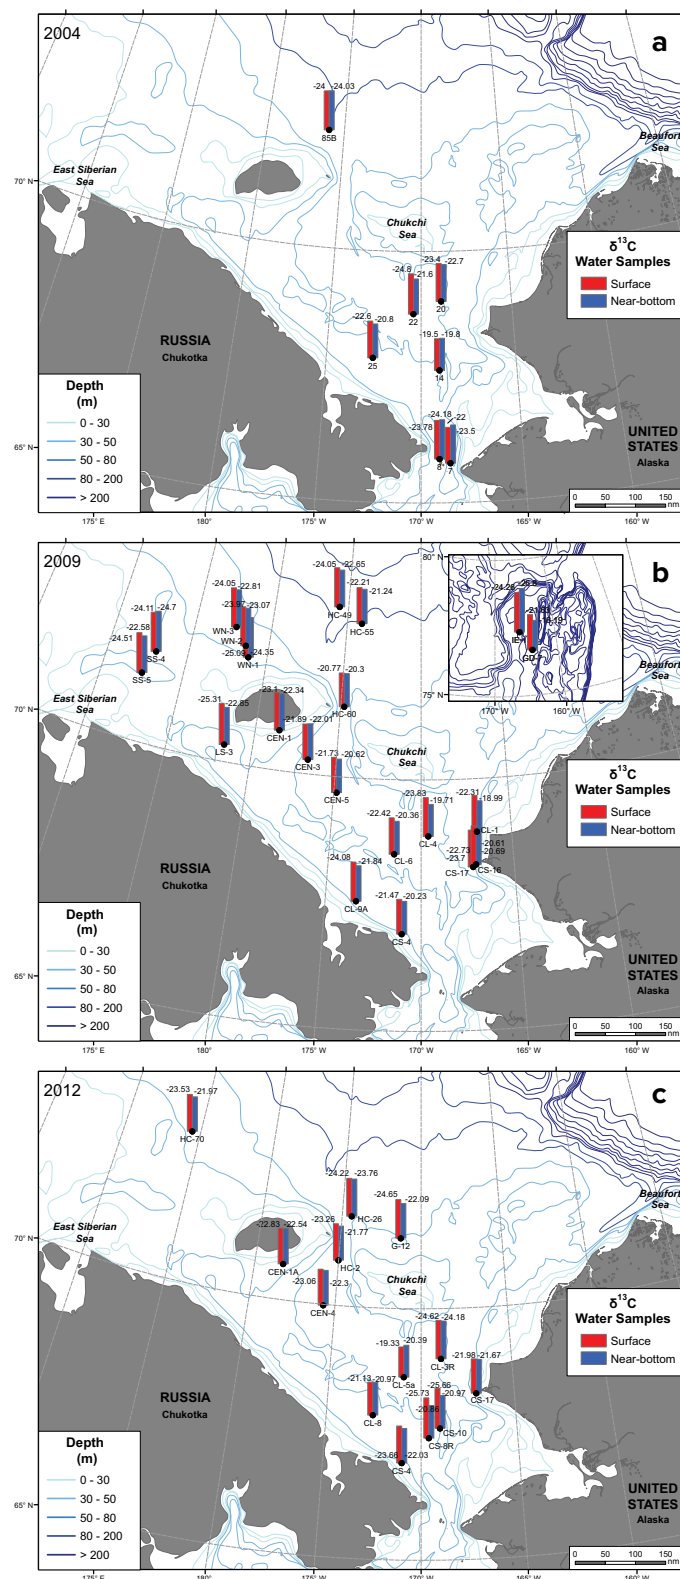 2004
a
-24
-24.03
85B
Beaufort
Sea
East Siberian
Sea
70° N
Chukchi
Sea
-24.8
-21.6
22
-23.4
-22.7
20
-22.6
-20.8
25
-19.5
-19.8
14
-24.18
-22
-23.78
-23.5
8
7
δ13C
Water Samples
Surface
Near-bottom
RUSSIA
Chukotka
UNITED
STATES
Alaska
Depth
(m)
0 - 30
30 - 50
50 - 80
80 - 200
> 200
65° N
0 50 100 150
nm
175° E
180°
175° W
170° W
165° W
160° W
2009
b
80° N
-24.05
-22.65
HC-49
-22.21
-21.24
HC-55
-24.05
-22.81
WN-3
-23.97
-23.07
WN-2
-24.35
WN-1
-24.11
-24.7
SS-4
-22.58
-24.51
SS-5
GD-7
75° N
170° W
160° W
Beaufort
Sea
East Siberian
Sea
70° N
-20.77
-20.3
HC-60
-25.31
-22.85
LS-3
-23.1
-22.34
CEN-1
-21.89
-22.01
CEN-3
-21.73
-20.62
CEN-5
Chukchi
Sea
-23.83
-19.71
CL-4
-22.31
-18.99
CL-1
-22.42
-20.36
CL-6
-20.61
-20.69
-22.73
-23.7
CS-17
CS-16
-24.08
-21.84
CL-9A
-21.47
-20.23
CS-4
δ13C
Water Samples
Surface
Near-bottom
RUSSIA
Chukotka
UNITED
STATES
Alaska
Depth
(m)
0 - 30
30 - 50
50 - 80
80 - 200
> 200
65° N
0 50 100 150
nm
175° E
180°
175° W
170° W
165° W
160° W
2012
c
-23.53
-21.97
HC-70
-24.22
-23.76
HC-26
-24.65
-22.09
G-12
Beaufort
Sea
East Siberian
Sea
70° N
-22.83
-22.54
CEN-1A
-23.26
-21.77
HC-2
-23.06
-22.3
CEN-4
Chukchi
Sea
-24.62
-24.18
CL-3R
-19.33
-20.39
CL-5a
-21.98
-21.67
CS-17
-21.13
-20.97
CL-8
-25.66
-20.97
CS-10
-25.73
-20.86
CS-8R
-23.66
-22.03
CS-4
δ13C
Water Samples
Surface
Near-bottom
RUSSIA
Chukotka
UNITED
STATES
Alaska
Depth
(m)
0 - 30
30 - 50
50 - 80
80 - 200
> 200
65° N
0 50 100 150
nm
175° E
180°
175° W
170° W
165° W
160° W